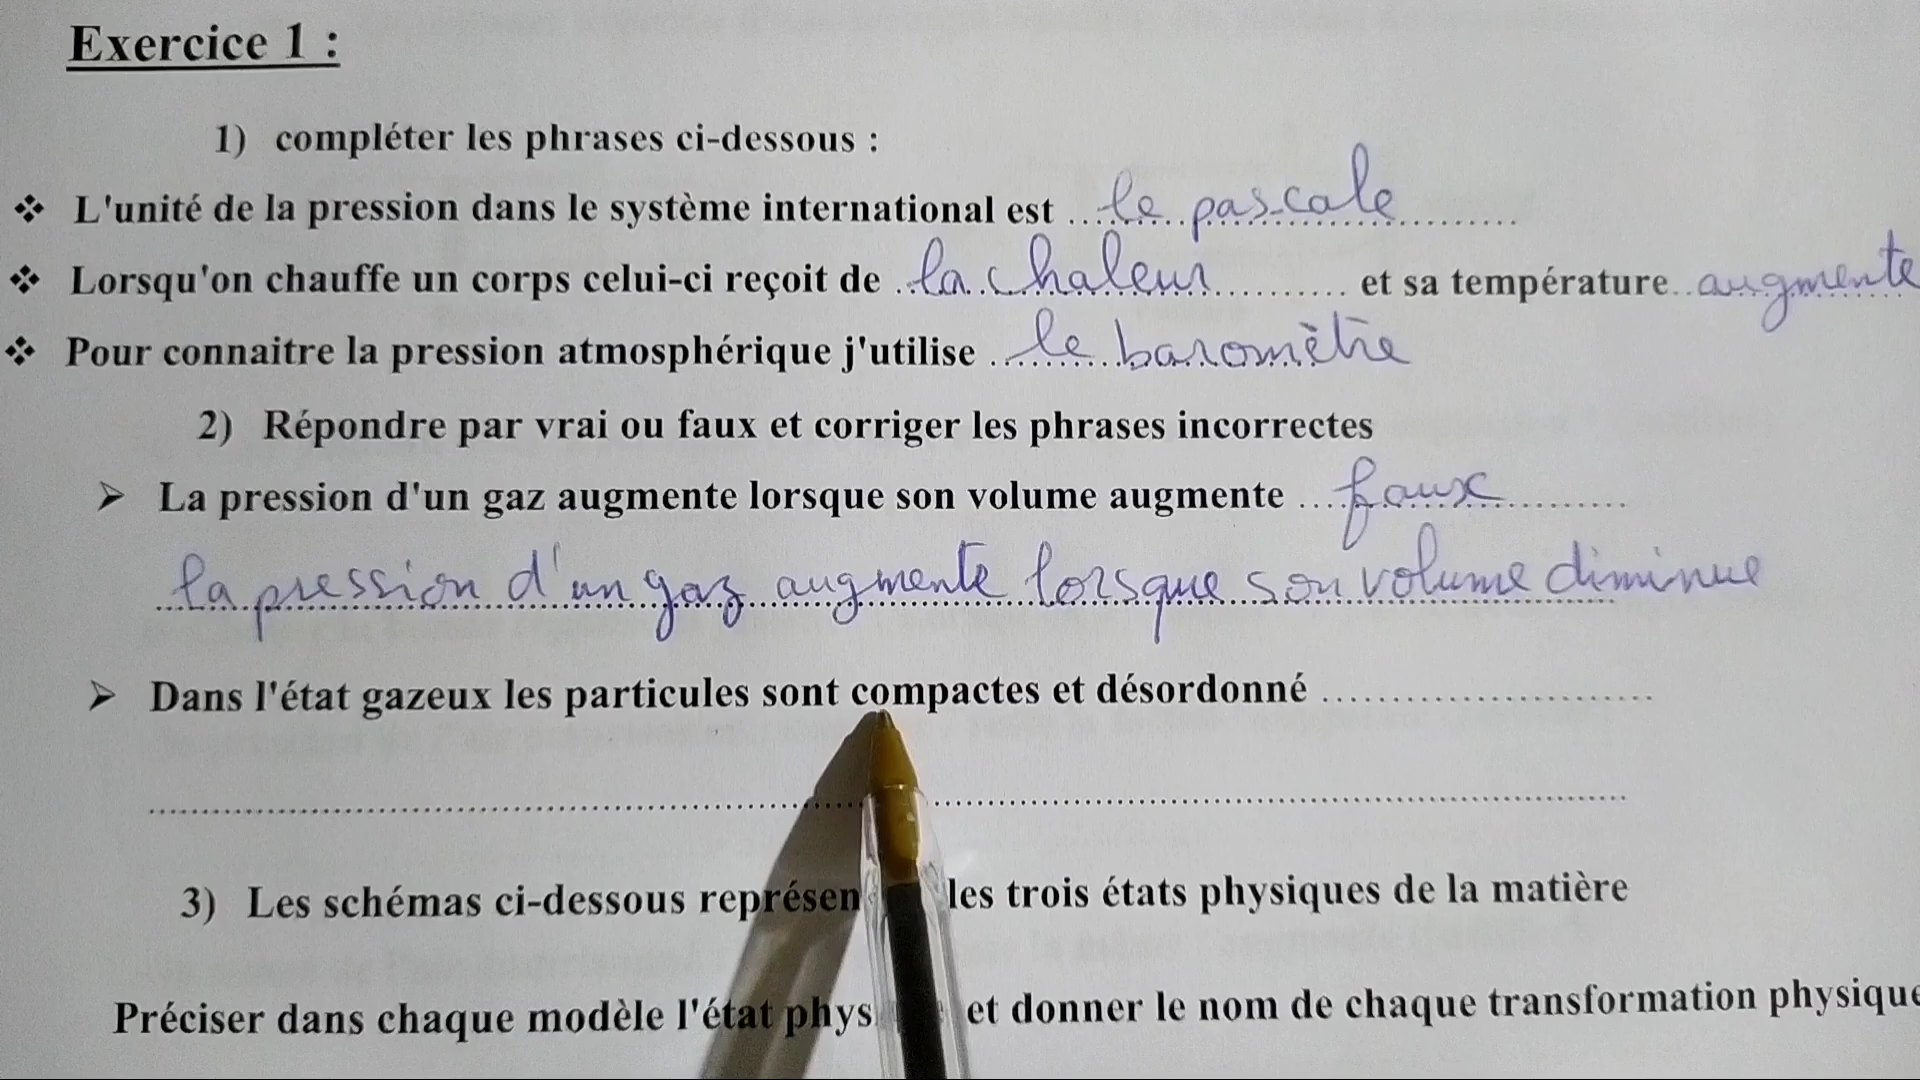 Exercice 1 :
1) compléter les phrases ci-dessous :
❖ L'unité de la pression dans le système international est ...le pascale.........
❖ Lorsqu'on chauffe un corps celui-ci reçoit de ..la chaleur.......... et sa température..augmente
❖ Pour connaitre la pression atmosphérique j'utilise ...le baromètre
2) Répondre par vrai ou faux et corriger les phrases incorrectes
➤ La pression d'un gaz augmente lorsque son volume augmente ...faux..........
la pression d'un gaz augmente lorsque son volume diminue
➤ Dans l'état gazeux les particules sont compactes et désordonné ..........................
3) Les schémas ci-dessous représen les trois états physiques de la matière
Préciser dans chaque modèle l'état phys et donner le nom de chaque transformation physique